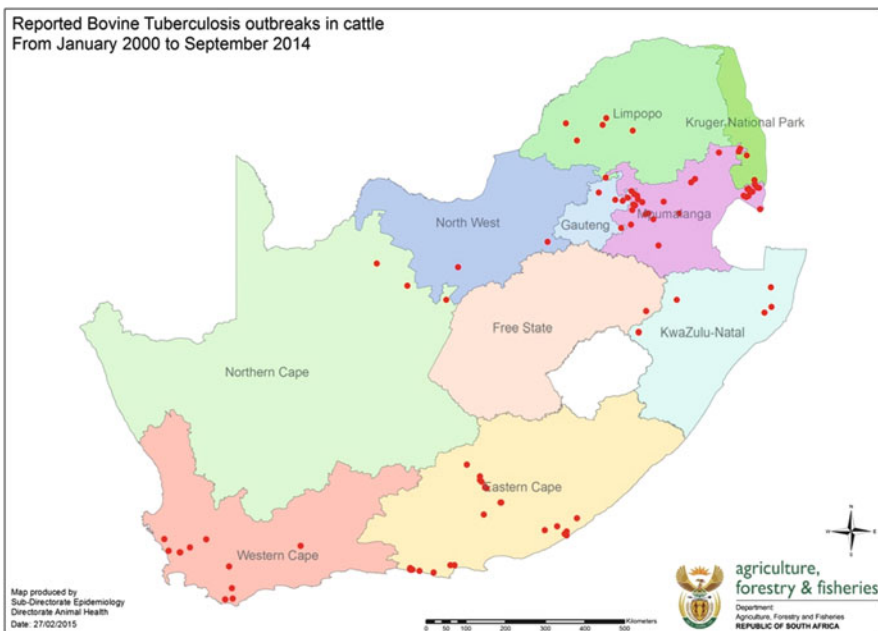 Reported Bovine Tuberculosis outbreaks in cattle
From January 2000 to September 2014
Limpopo
Kruger National Park
North West
Gauteng
Mpumalanga
Free State
KwaZulu-Natal
Northern Cape
Eastern Cape
Western Cape
N
W
E
S
Map produced by
Sub-Directorate Epidemiology
Directorate Animal Health
Date: 27/02/2015
0
50
100
200
300
400
500
Kilometers
agriculture,
forestry & fisheries
Department:
Agriculture, Forestry and Fisheries
REPUBLIC OF SOUTH AFRICA